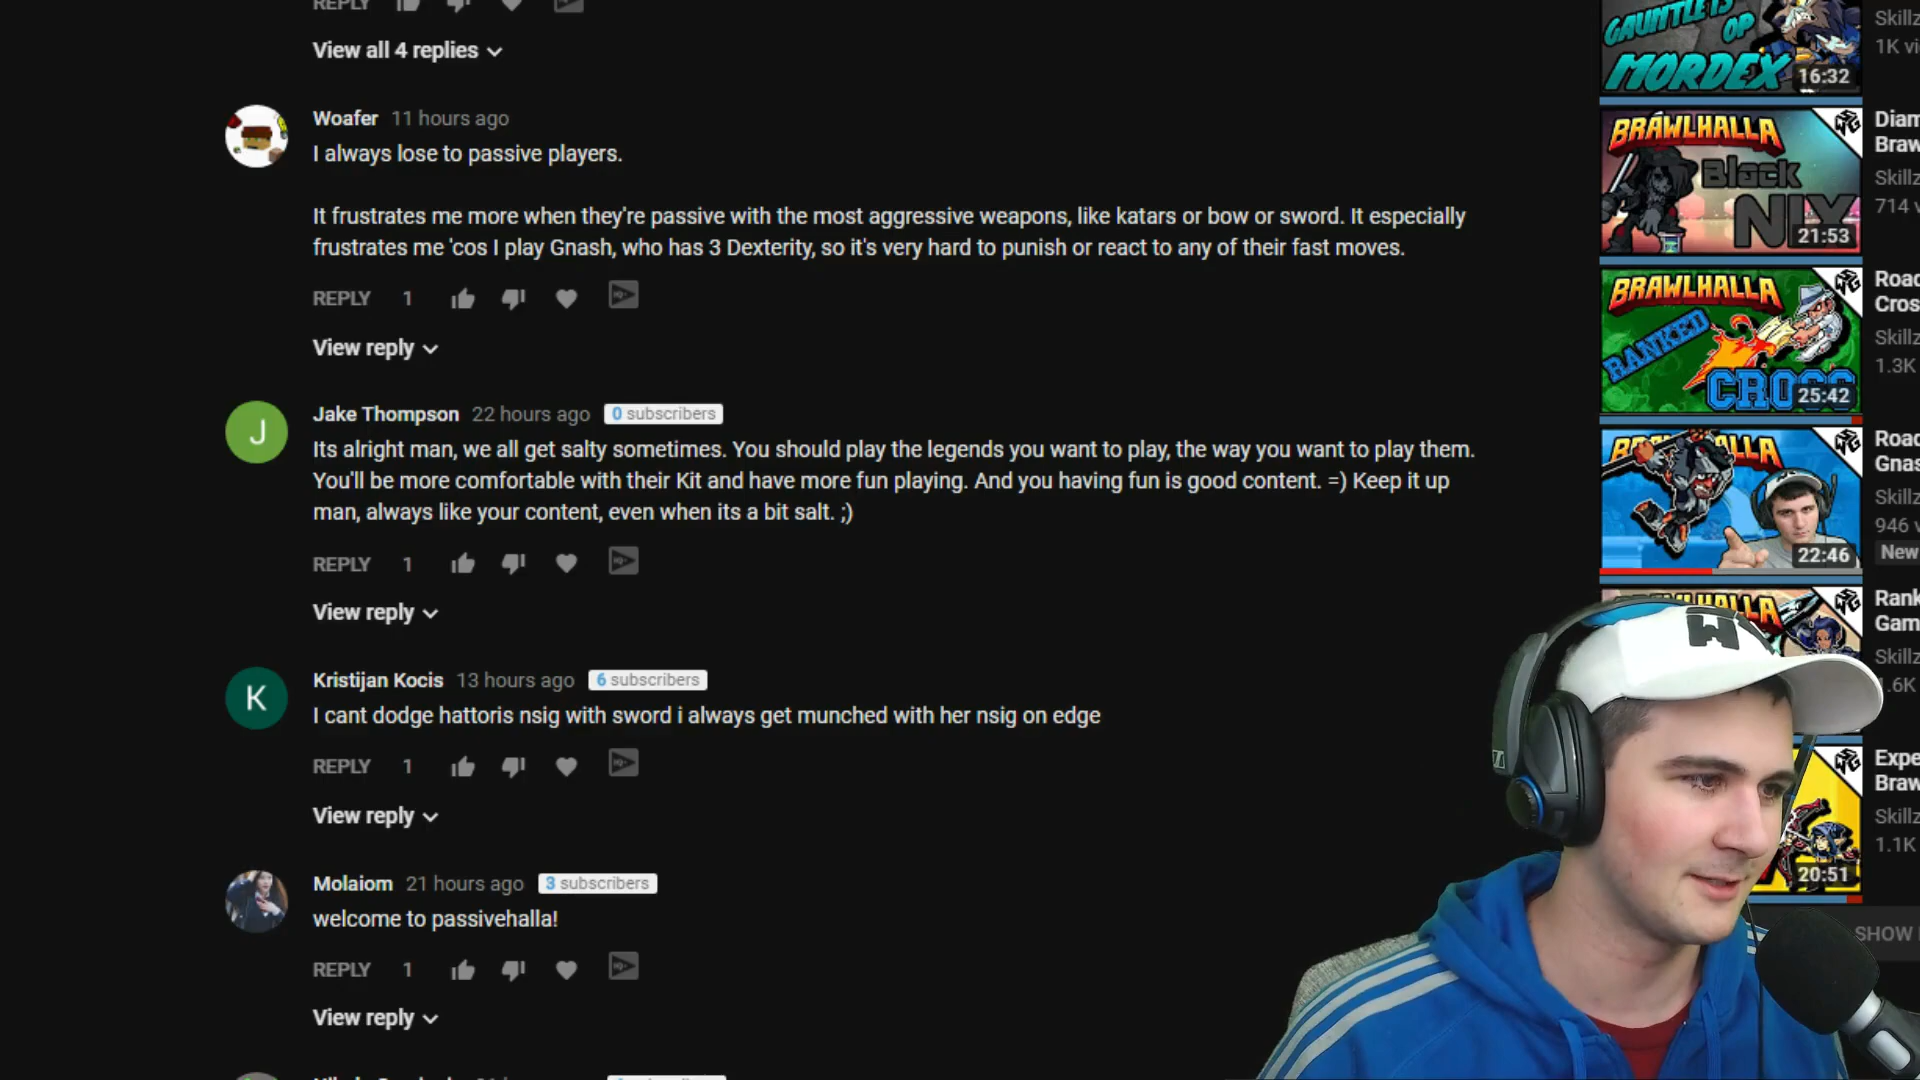 REPLY
View all 4 replies
Woafer 11 hours ago
I always lose to passive players.
It frustrates me more when they're passive with the most aggressive weapons, like katars or bow or sword. It especially
frustrates me 'cos I play Gnash, who has 3 Dexterity, so it's very hard to punish or react to any of their fast moves.
REPLY 1
View reply
J
Jake Thompson 22 hours ago 0 subscribers
Its alright man, we all get salty sometimes. You should play the legends you want to play, the way you want to play them.
You'll be more comfortable with their Kit and have more fun playing. And you having fun is good content. =) Keep it up
man, always like your content, even when its a bit salt. ;)
REPLY 1
View reply
K
Kristijan Kocis 13 hours ago 6 subscribers
I cant dodge hattoris nsig with sword i always get munched with her nsig on edge
REPLY 1
View reply
Molaiom 21 hours ago 3 subscribers
welcome to passivehalla!
REPLY 1
View reply
GAUNTLETS
OP
MORDEX
16:32
Skillz
1K vi
BRAWLHALLA
Black
NIX
21:53
Diam
Braw
Skillz
714 v
BRAWLHALLA
RANKED
CROSS
25:42
Road
Cros
Skillz
1.3K
22:46
Road
Gnas
Skillz
946 v
New
Rank
Gam
Skillz
.6K
W
20:51
Expe
Braw
Skillz
1.1K
SHOW